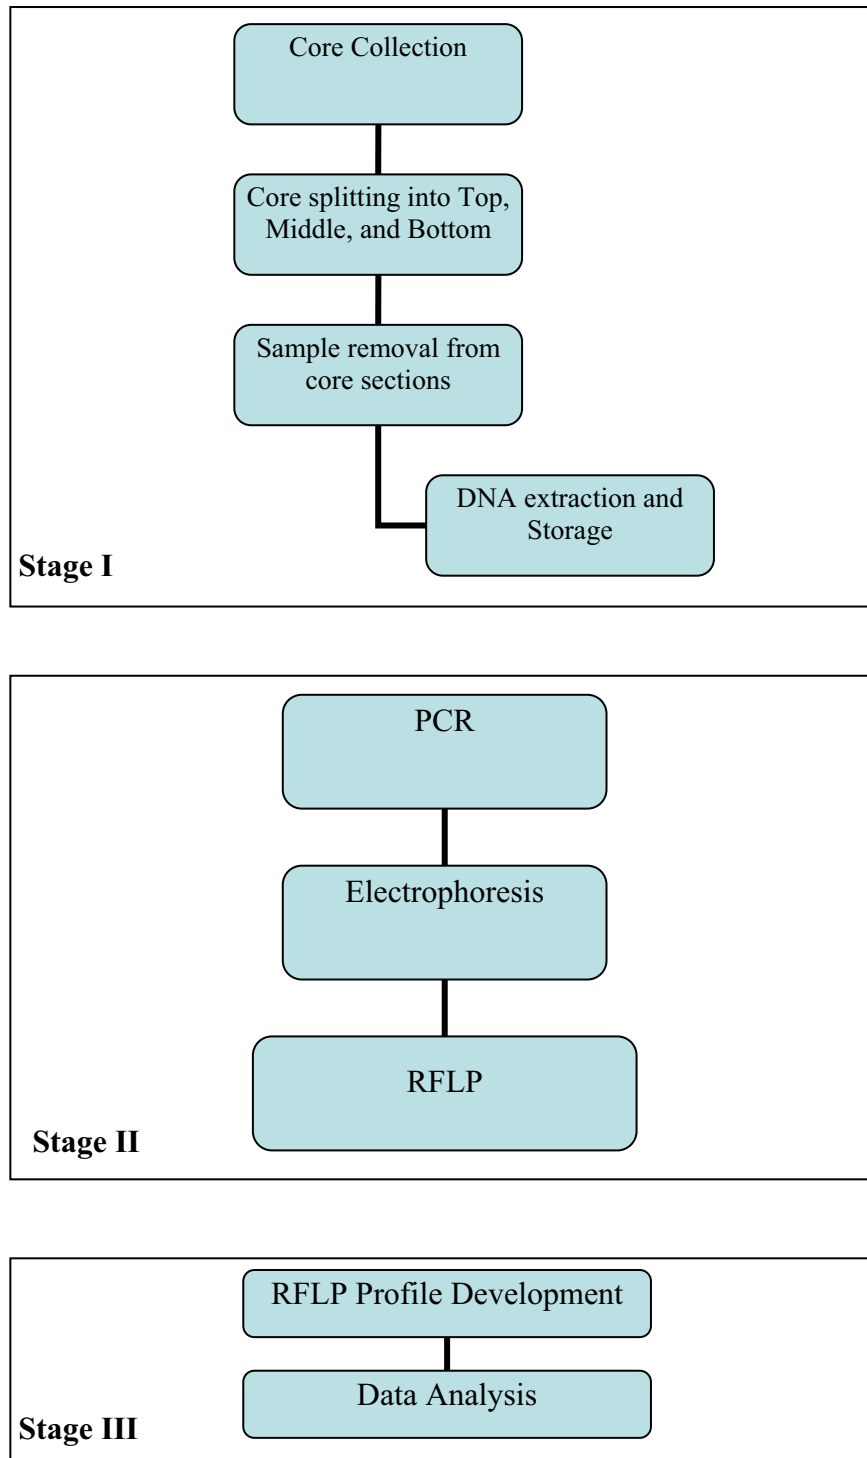 Core Collection
Core splitting into Top,
Middle, and Bottom
Sample removal from
core sections
DNA extraction and
Storage
Stage I
PCR
Electrophoresis
RFLP
Stage II
RFLP Profile Development
Data Analysis
Stage III